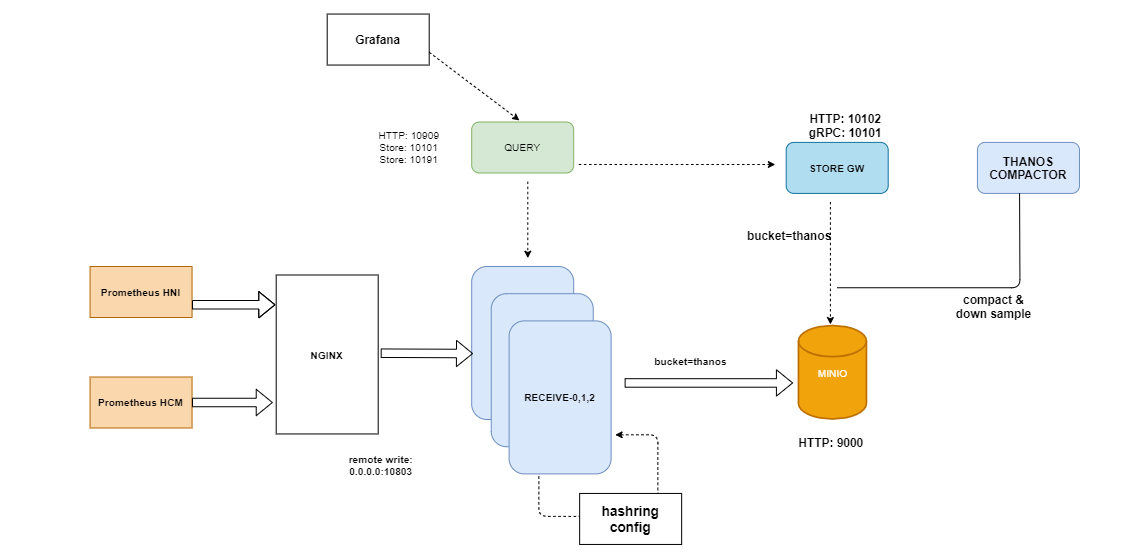 Grafana
HTTP: 10909
Store: 10101
Store: 10191
QUERY
HTTP: 10102
gRPC: 10101
STORE GW
THANOS
COMPACTOR
bucket=thanos
Prometheus HNI
NGINX
Prometheus HCM
remote write:
0.0.0.0:10803
RECEIVE-0,1,2
bucket=thanos
compact &
down sample
MINIO
HTTP: 9000
hashring
config